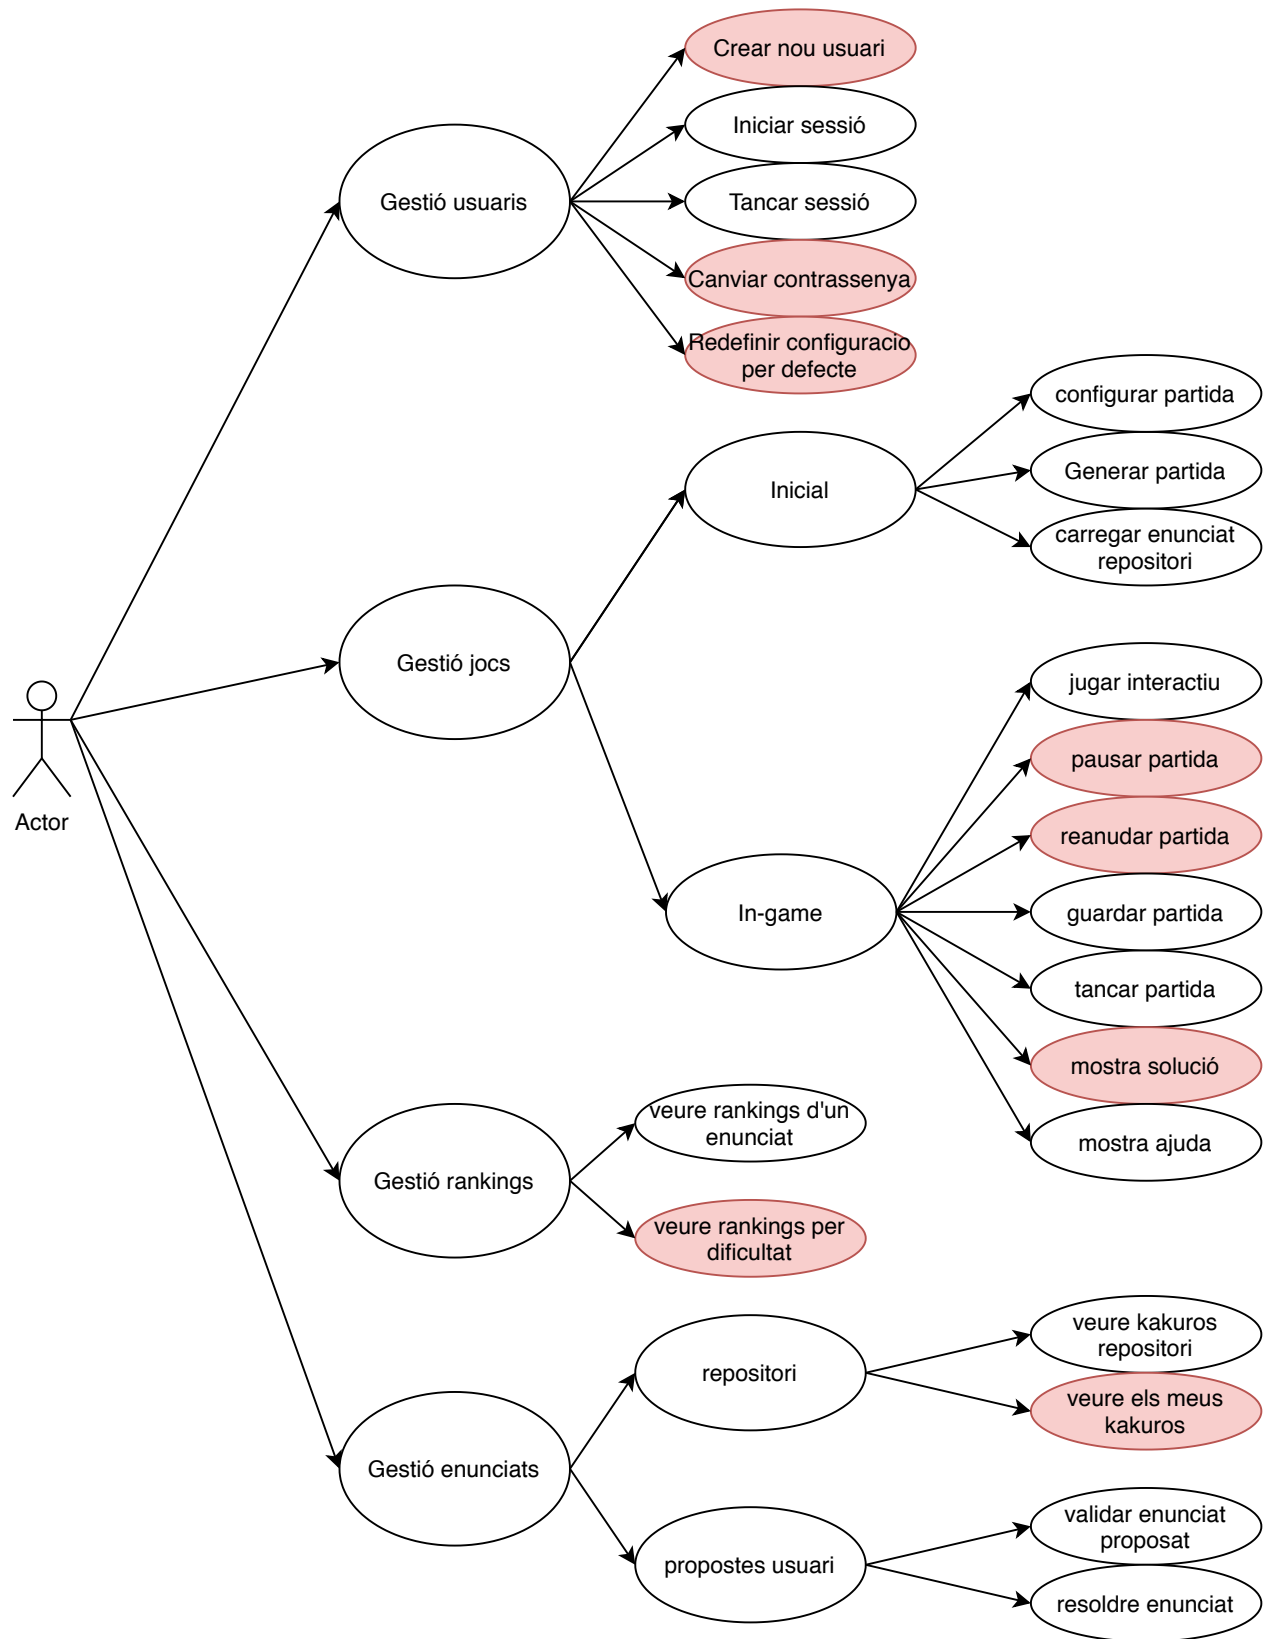 Crear nou usuari
Iniciar sessió
Tancar sessió
Canviar contrassenya
Redefinir configuracio
per defecte
Gestió usuaris
configurar partida
Generar partida
carregar enunciat
repositori
Inicial
Gestió jocs
jugar interactiu
pausar partida
reanudar partida
guardar partida
tancar partida
mostra solució
mostra ajuda
In-game
Actor
veure rankings d'un
enunciat
veure rankings per
dificultat
Gestió rankings
veure kakuros
repositori
veure els meus
kakuros
repositori
Gestió enunciats
validar enunciat
proposat
resoldre enunciat
propostes usuari